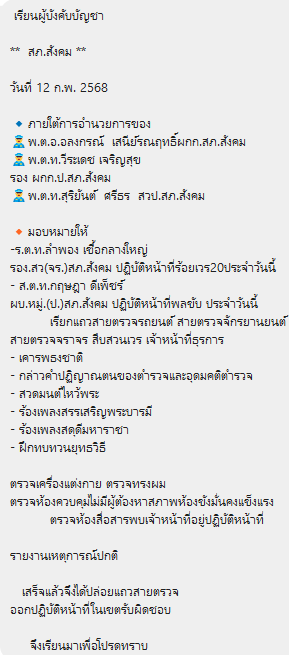 เรียนผู้บังคับบัญชา
** สภ.สังคม **
วันที่ 12 ก.พ. 2568
🔹ภายใต้การอำนวยการของ
👮พ.ต.อ.อลงกรณ์ เสนีย์รณฤทธิ์ผกก.สภ.สังคม
👮พ.ต.ท.วีระเดช เจริญสุข
รอง ผกก.ป.สภ.สังคม
👮พ.ต.ท.สุริยันต์ ศรีธร สวป.สภ.สังคม
🔸มอบหมายให้
-ร.ต.ท.ลำพอง เชื้อกลางใหญ่
รอง.สว(จร.)สภ.สังคม ปฏิบัติหน้าที่ร้อยเวร20ประจำวันนี้
- ส.ต.ท.กฤษฎา ดีเพ็ชร์
ผบ.หมู่.(ป.)สภ.สังคม ปฏิบัติหน้าที่พลขับ ประจำวันนี้
เรียกแถวสายตรวจรถยนต์ สายตรวจจักรยานยนต์
สายตรวจจราจร สืบสวนเวร เจ้าหน้าที่ธุรการ
- เคารพธงชาติ
- กล่าวคำปฏิญาณตนของตำรวจและอุดมคติตำรวจ
- สวดมนต์ไหว้พระ
- ร้องเพลงสรรเสริญพระบารมี
- ร้องเพลงสดุดีมหาราชา
- ฝึกทบทวนยุทธวิธี
ตรวจเครื่องแต่งกาย ตรวจทรงผม
ตรวจห้องควบคุมไม่มีผู้ต้องหาสภาพห้องขังมั่นคงแข็งแรง
ตรวจห้องสื่อสารพบเจ้าหน้าที่อยู่ปฏิบัติหน้าที่
รายงานเหตุการณ์ปกติ
เสร็จแล้วจึงได้ปล่อยแถวสายตรวจ
ออกปฏิบัติหน้าที่ในเขตรับผิดชอบ
จึงเรียนมาเพื่อโปรดทราบ